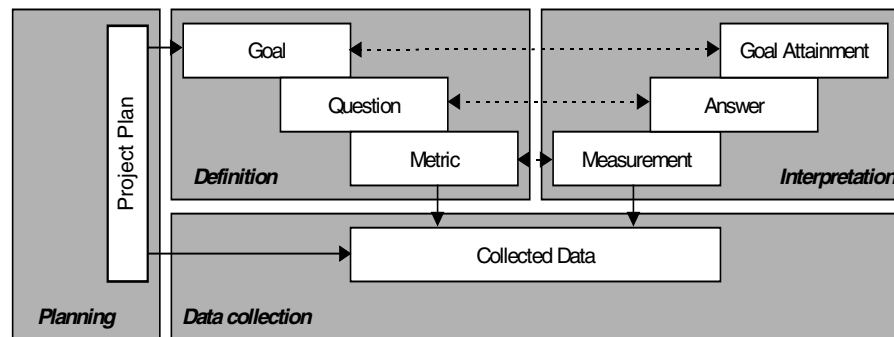 Project Plan
Planning
Goal
Question
Metric
Definition
Goal Attainment
Answer
Measurement
Interpretation
Collected Data
Data collection